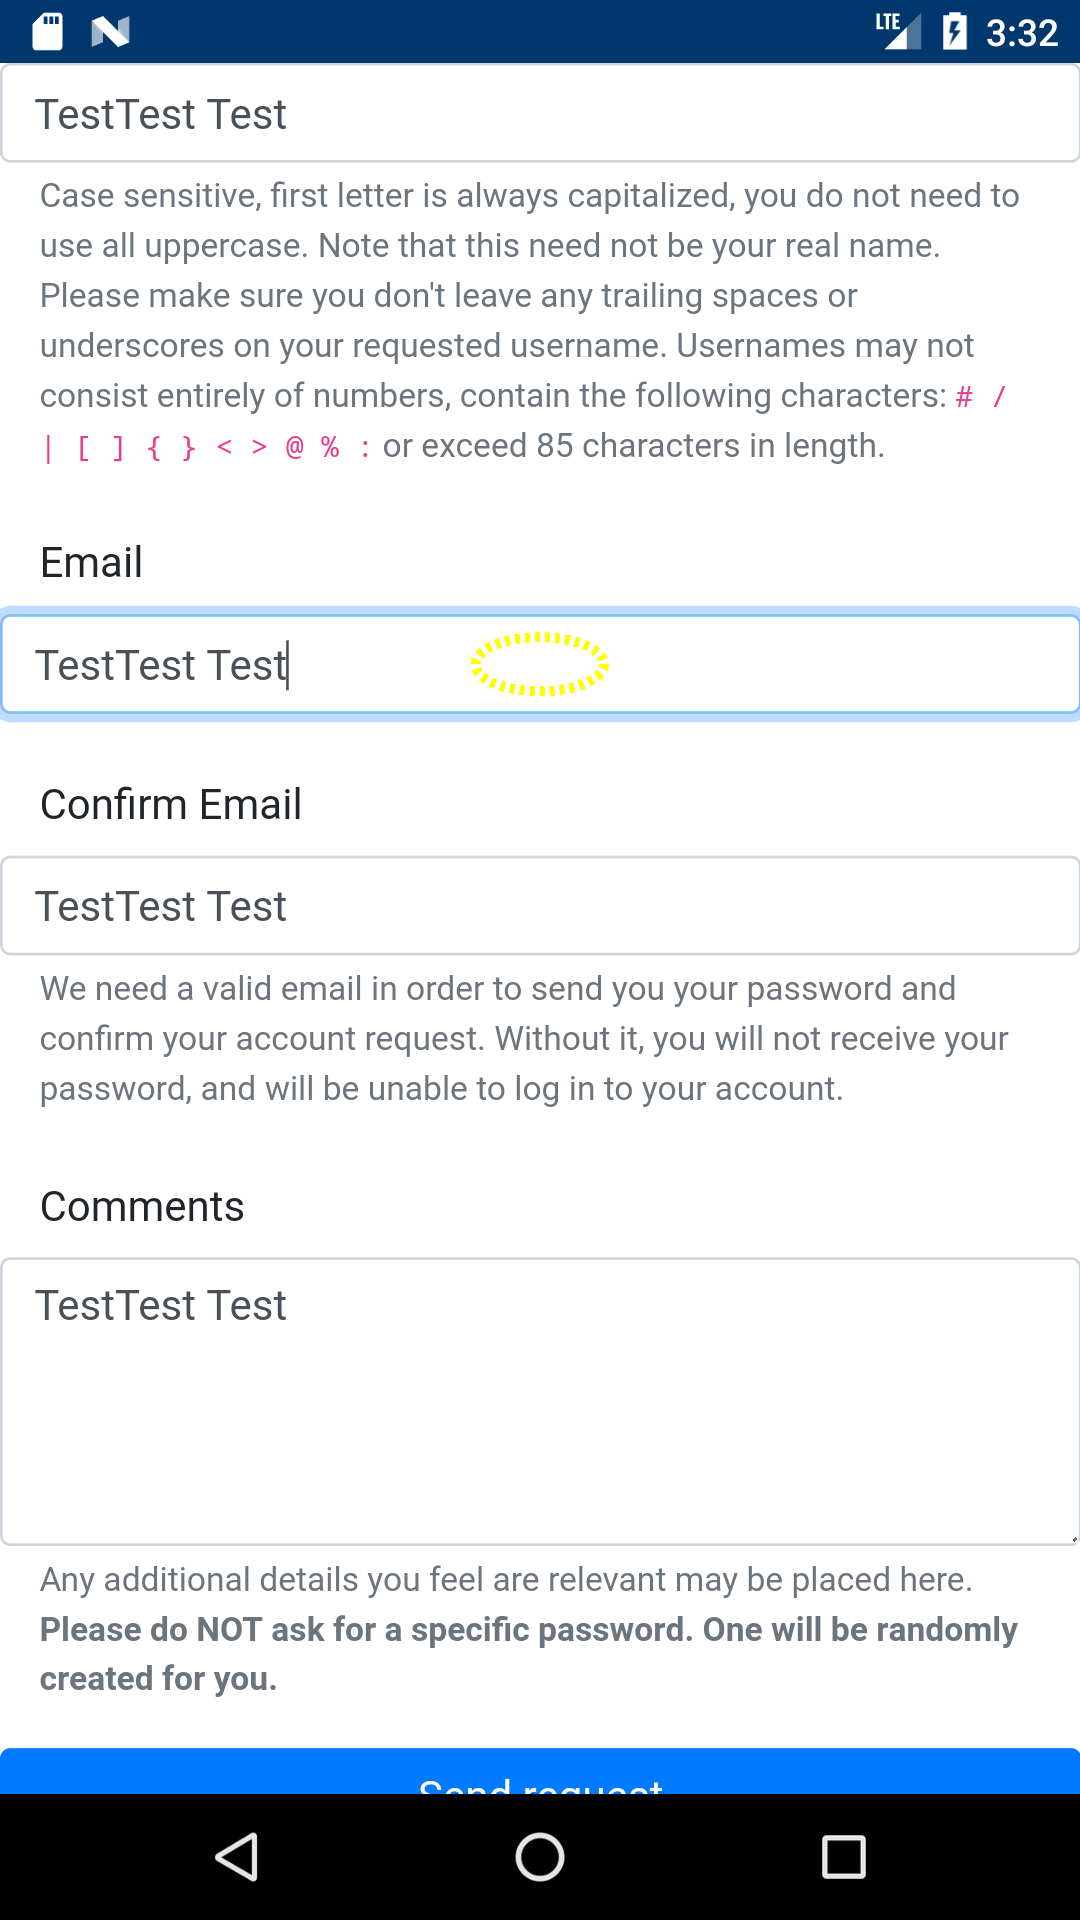 LTE 3:32
TestTest Test
Case sensitive, first letter is always capitalized, you do not need to
use all uppercase. Note that this need not be your real name.
Please make sure you don't leave any trailing spaces or
underscores on your requested username. Usernames may not
consist entirely of numbers, contain the following characters: # /
| [ ] { } < > @ % : or exceed 85 characters in length.
Email
TestTest Test
Confirm Email
TestTest Test
We need a valid email in order to send you your password and
confirm your account request. Without it, you will not receive your
password, and will be unable to log in to your account.
Comments
TestTest Test
Any additional details you feel are relevant may be placed here.
Please do NOT ask for a specific password. One will be randomly
created for you.
Send request